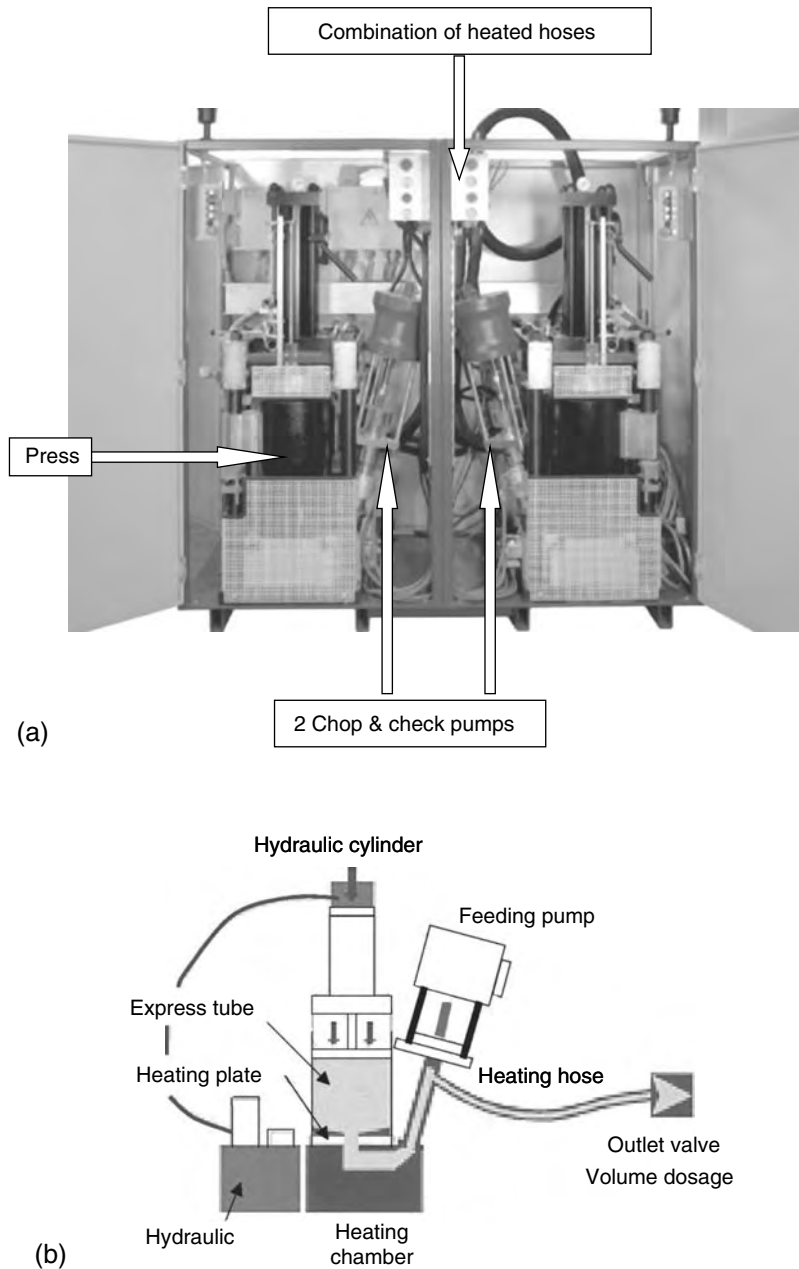 Combination of heated hoses
Press
2 Chop & check pumps
(a)
Hydraulic cylinder
Feeding pump
Express tube
Heating plate
Heating hose
Outlet valve
Volume dosage
Hydraulic
Heating
chamber
(b)